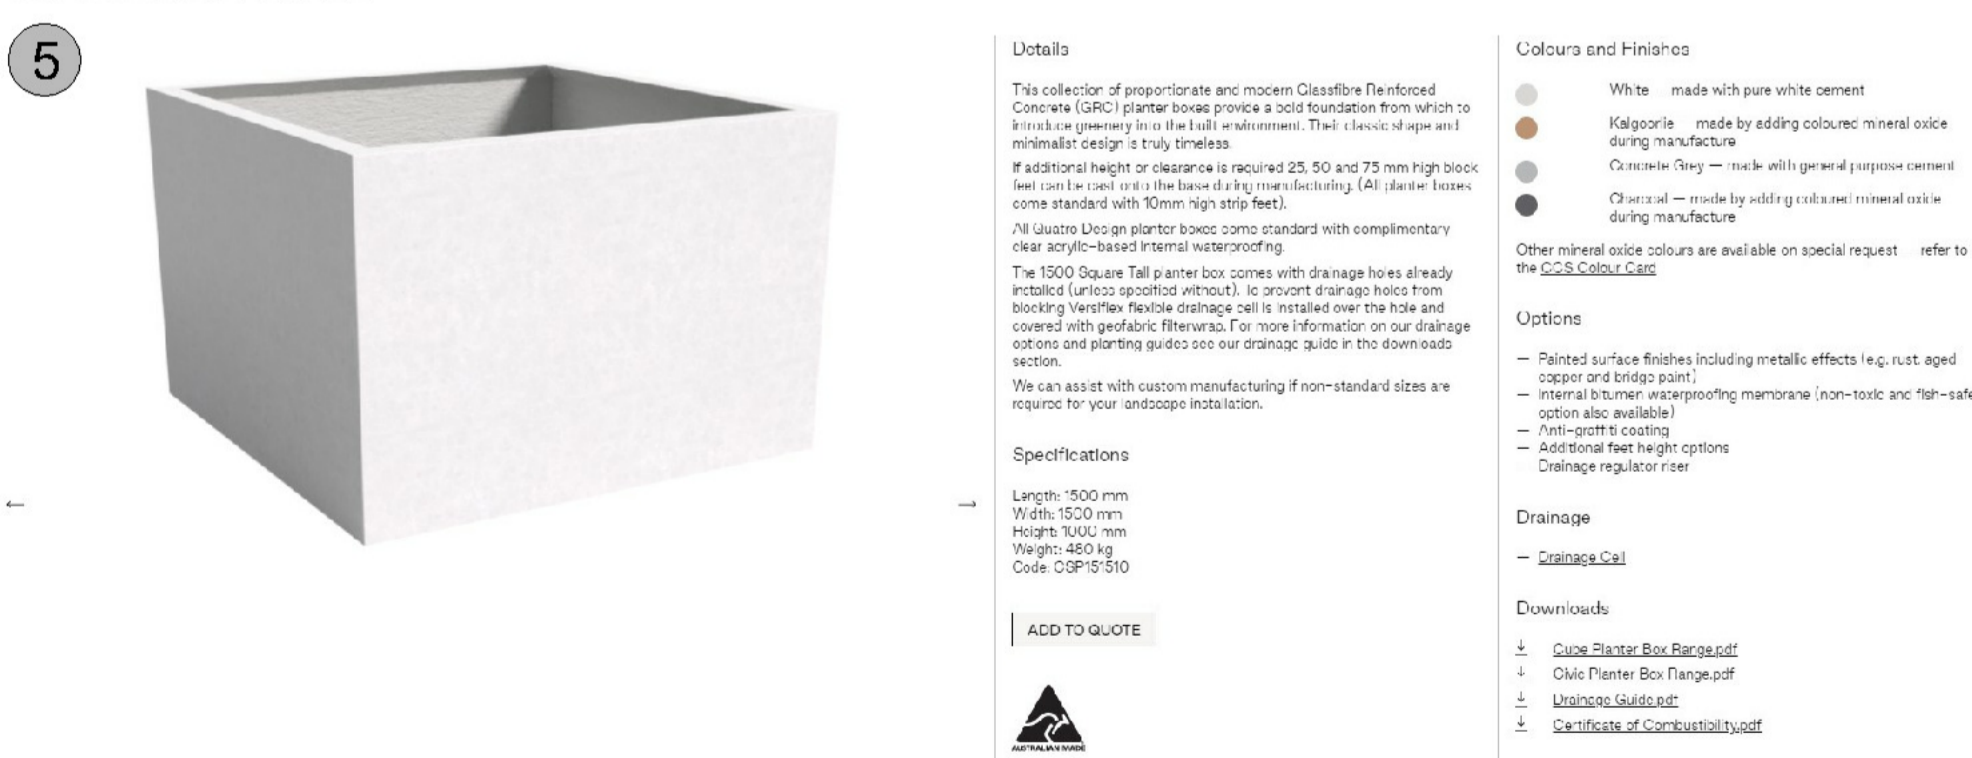 5
Details
This collection of proportionate and modern Glassfibre Reinforced
Concrete (GRC) planter boxes provide a bold foundation from which to
introduce greenery into the built environment. Their classic shape and
minimalist design is truly timeless.
If additional height or clearance is required 25, 50 and 75 mm high block
feet can be cast onto the base during manufacturing. (All planter boxes
come standard with 10mm high strip feet).
All Quatro Design planter boxes come standard with complimentary
clear acrylic-based internal waterproofing.
The 1500 Square Tall planter box comes with drainage holes already
installed (unless specified without). To prevent drainage holes from
blocking Versiflex flexible drainage cell is installed over the hole and
covered with geofabric filterwrap. For more information on our drainage
options and planting guides see our drainage guide in the downloads
section.
We can assist with custom manufacturing if non-standard sizes are
required for your landscape installation.
Specifications
Length: 1500 mm
Width: 1500 mm
Height: 1000 mm
Weight: 480 kg
Code: CSP151510
ADD TO QUOTE
AUSTRALIAN MADE
Colours and Finishes
White made with pure white cement
Kalgoorlie made by adding coloured mineral oxide
during manufacture
Concrete Grey — made with general purpose cement
Charcoal — made by adding coloured mineral oxide
during manufacture
Other mineral oxide colours are available on special request refer to
the CCS Colour Card
Options
— Painted surface finishes including metallic effects (e.g. rust, aged
copper and bridge paint)
— Internal bitumen waterproofing membrane (non-toxic and fish-safe
option also available)
— Anti-graffiti coating
— Additional feet height options
Drainage regulator riser
Drainage
— Drainage Cell
Downloads
Cube Planter Box Range.pdf
Civic Planter Box Range.pdf
Drainage Guide.pdf
Certificate of Combustibility.pdf